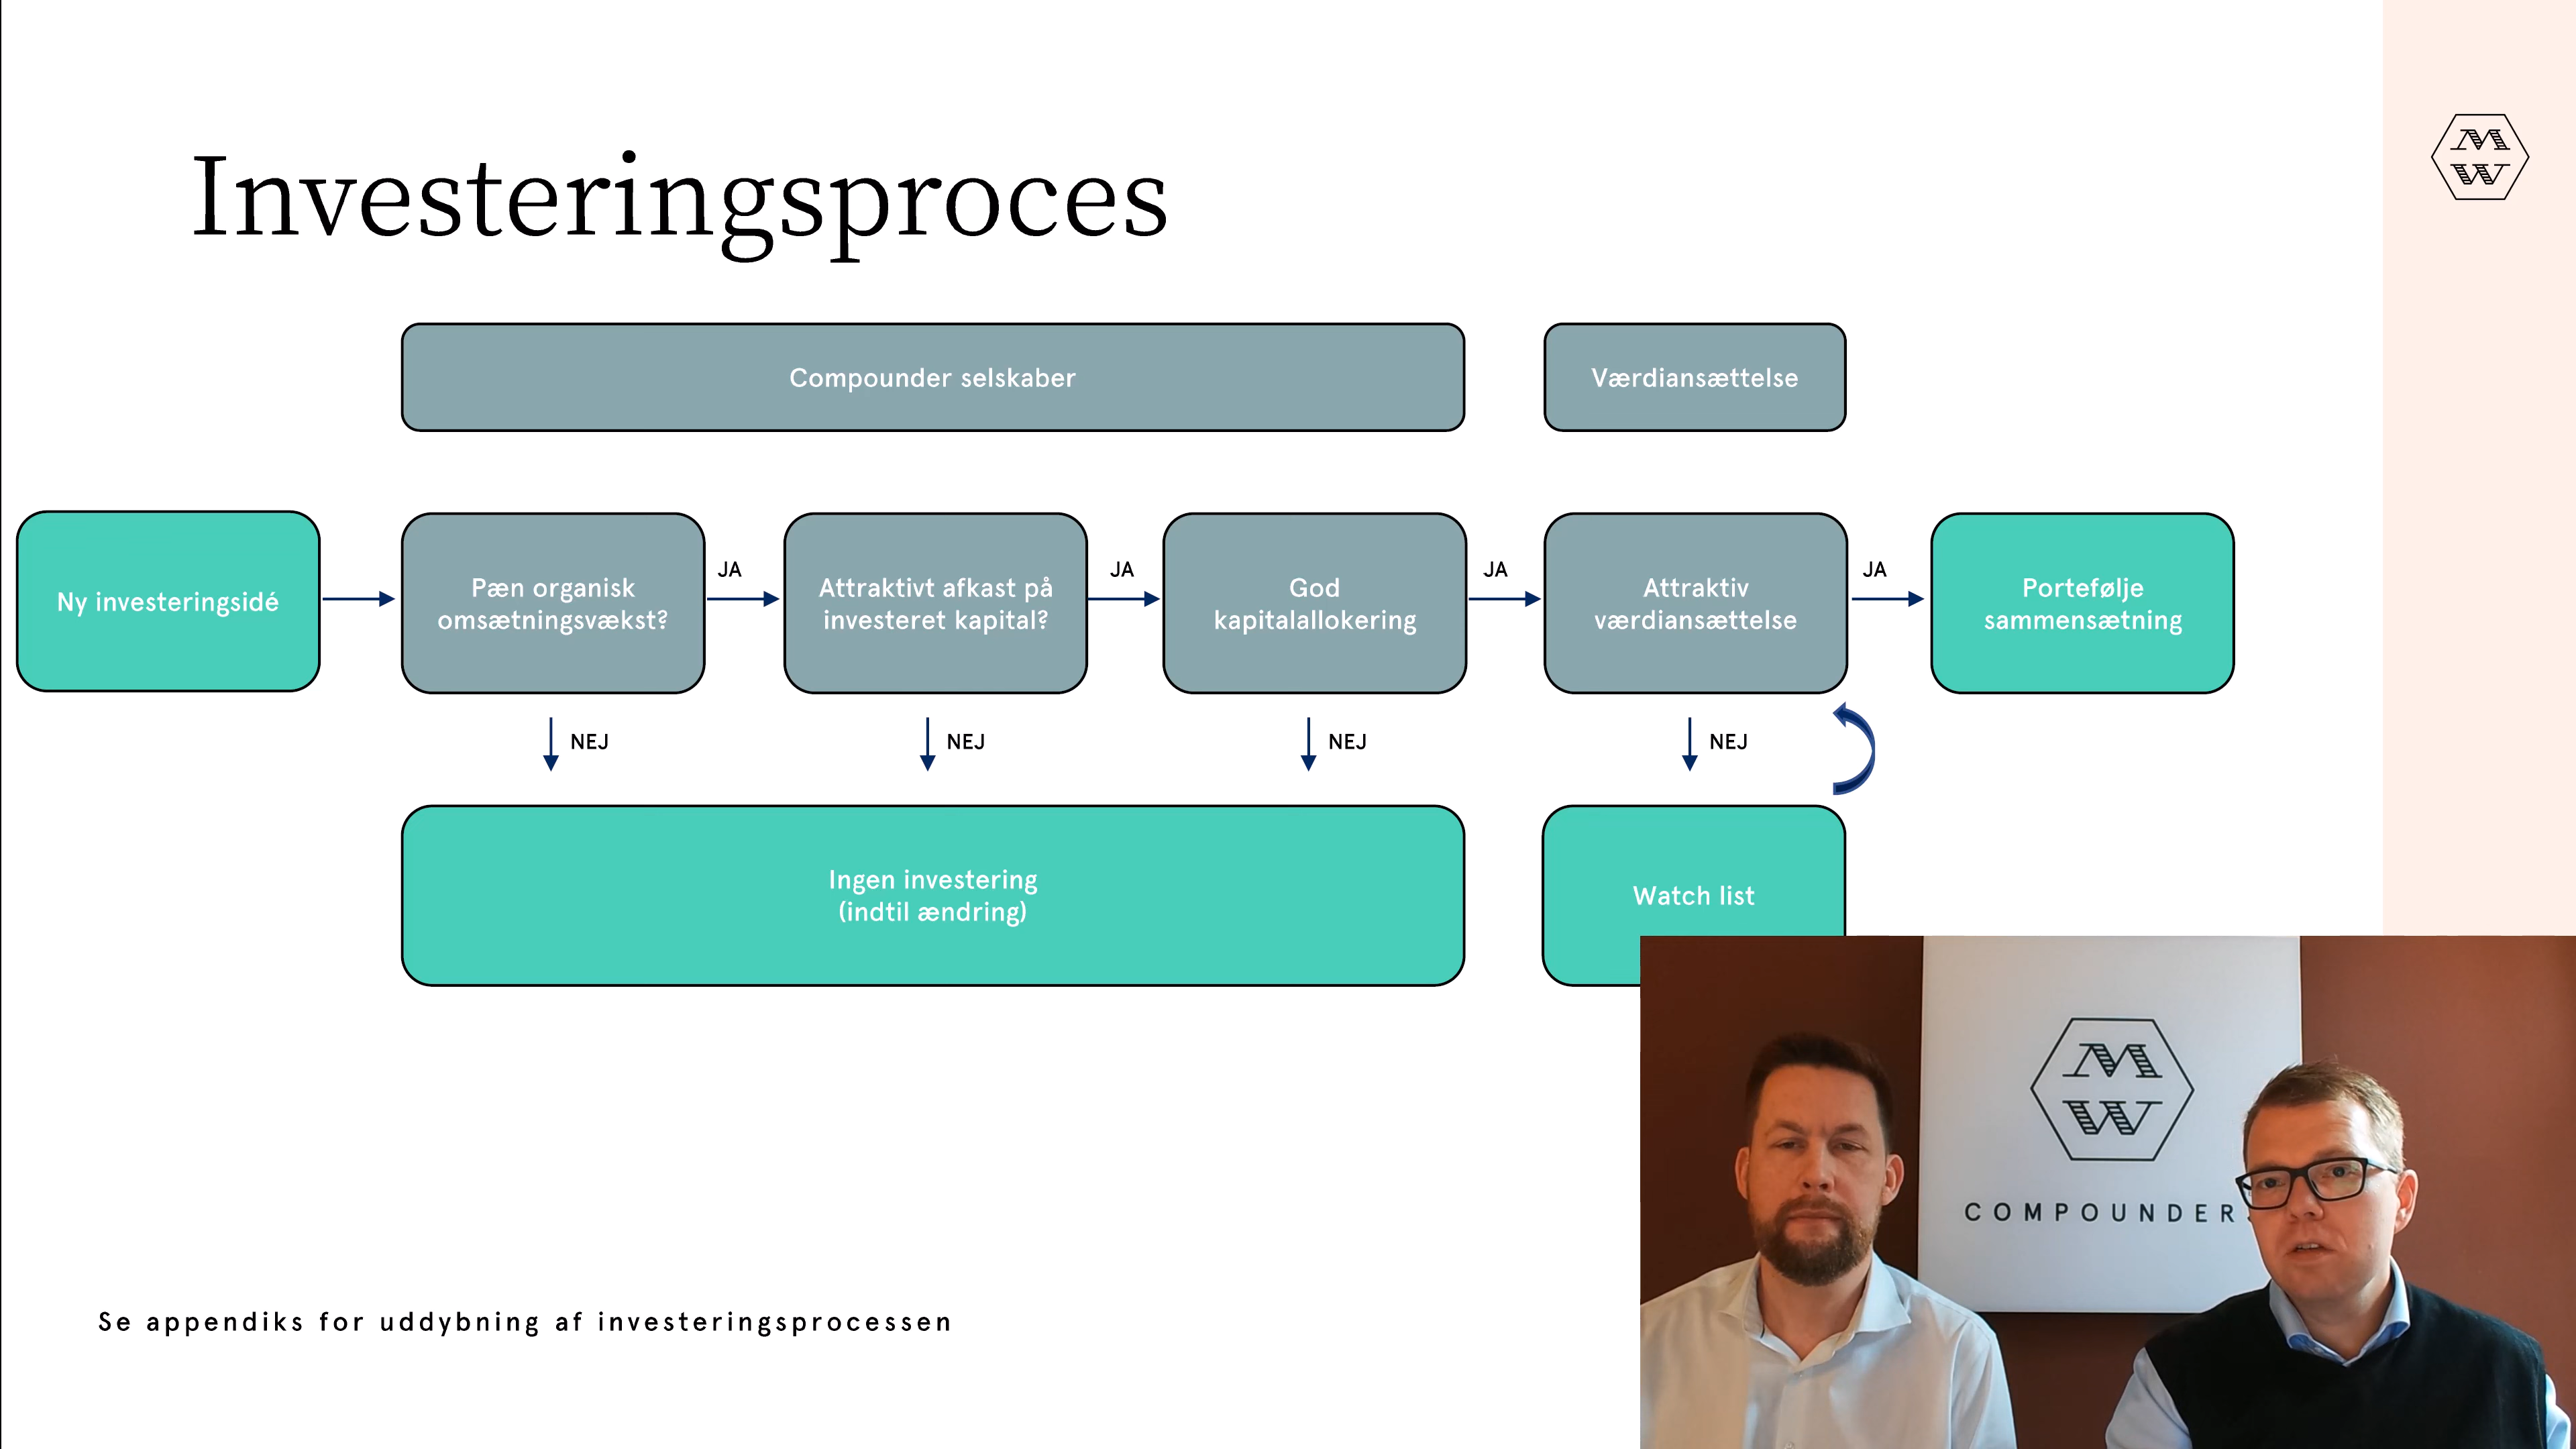 Investeringsproces
M
W
Compounder selskaber
Værdiansættelse
Ny investeringsidé
Pæn organisk
omsætningsvækst?
JA
Attraktivt afkast på
investeret kapital?
JA
God
kapitalallokering
JA
Attraktiv
værdiansættelse
JA
Portefølje
sammensætning
NEJ
NEJ
NEJ
NEJ
Ingen investering
(indtil ændring)
Watch list
M
W
COMPOUNDER
Se appendiks for uddybning af investeringsprocessen